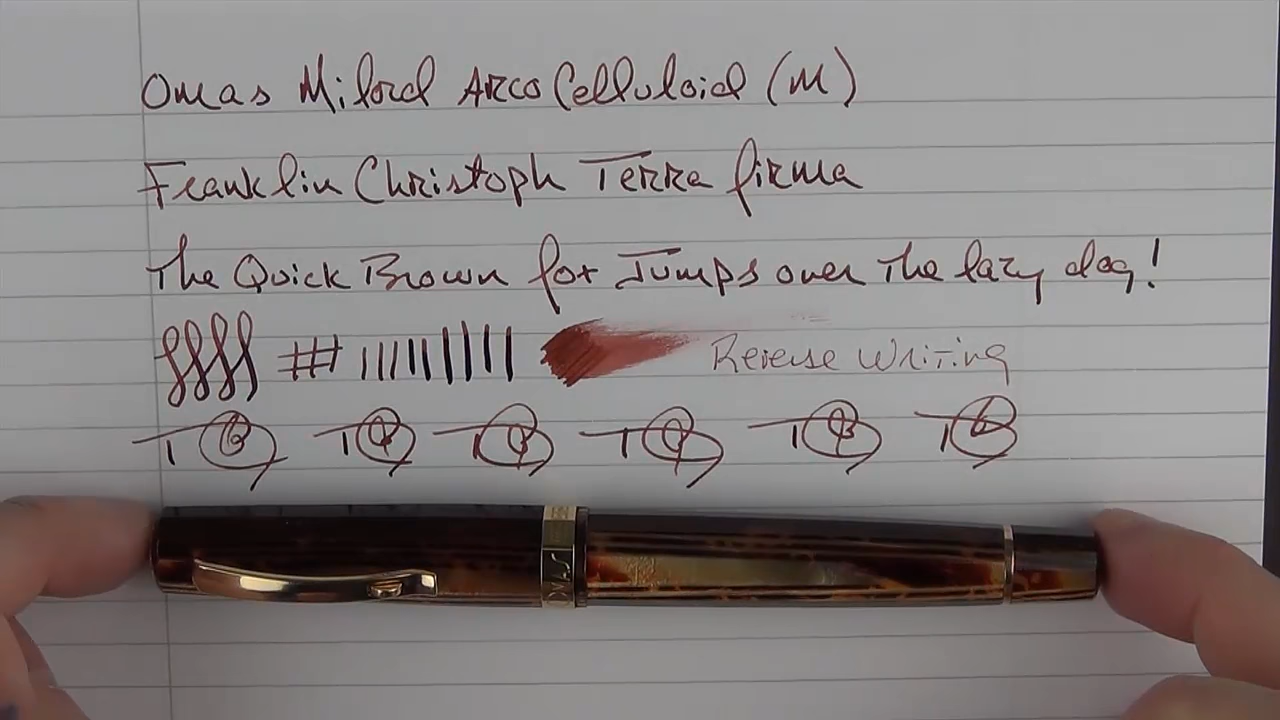 Omas Milord Arco Celluloid (M)
Franklin Christoph Terra firma
The Quick Brown fox Jumps over The lazy dog!
Reverse Writing